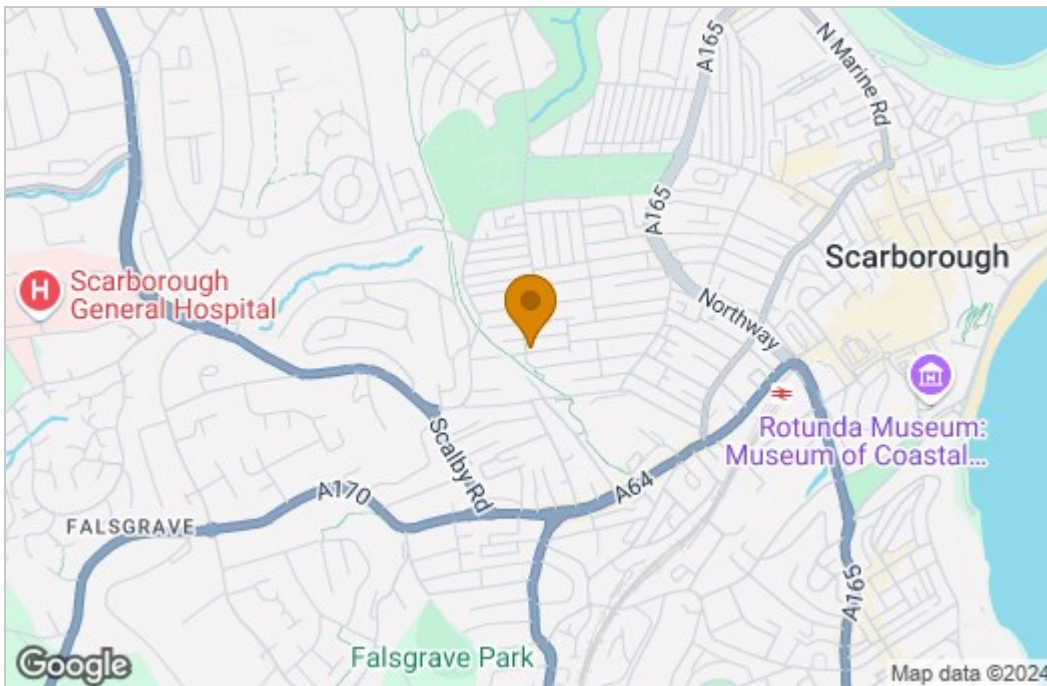 A165
N Marine Rd
A165
Scarborough
H
Scarborough
General Hospital
Northway
Rotunda Museum:
Museum of Coastal...
Scalby Rd
A64
A170
FALSGRAVE
A165
Falsgrave Park
Google
Map data ©2024